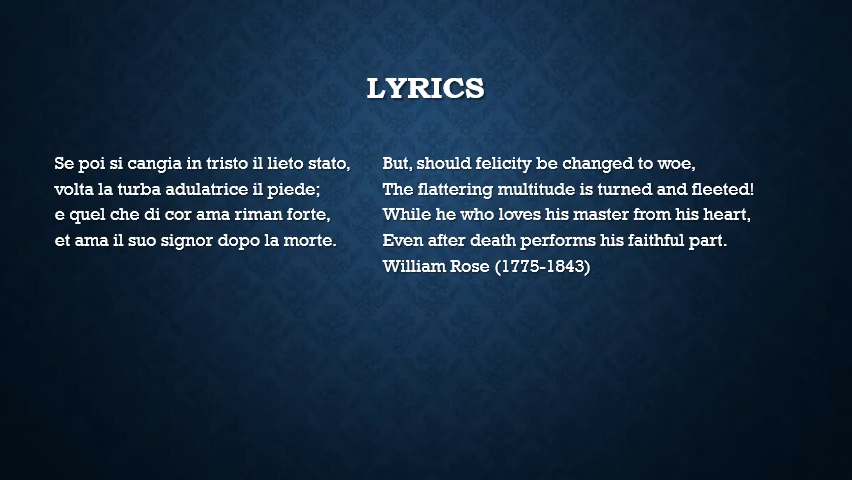 LYRICS
Se poi si cangia in tristo il lieto stato,
volta la turba adulatrice il piede;
e quel che di cor ama riman forte,
et ama il suo signor dopo la morte.
But, should felicity be changed to woe,
The flattering multitude is turned and fleeted!
While he who loves his master from his heart,
Even after death performs his faithful part.
William Rose (1775-1843)